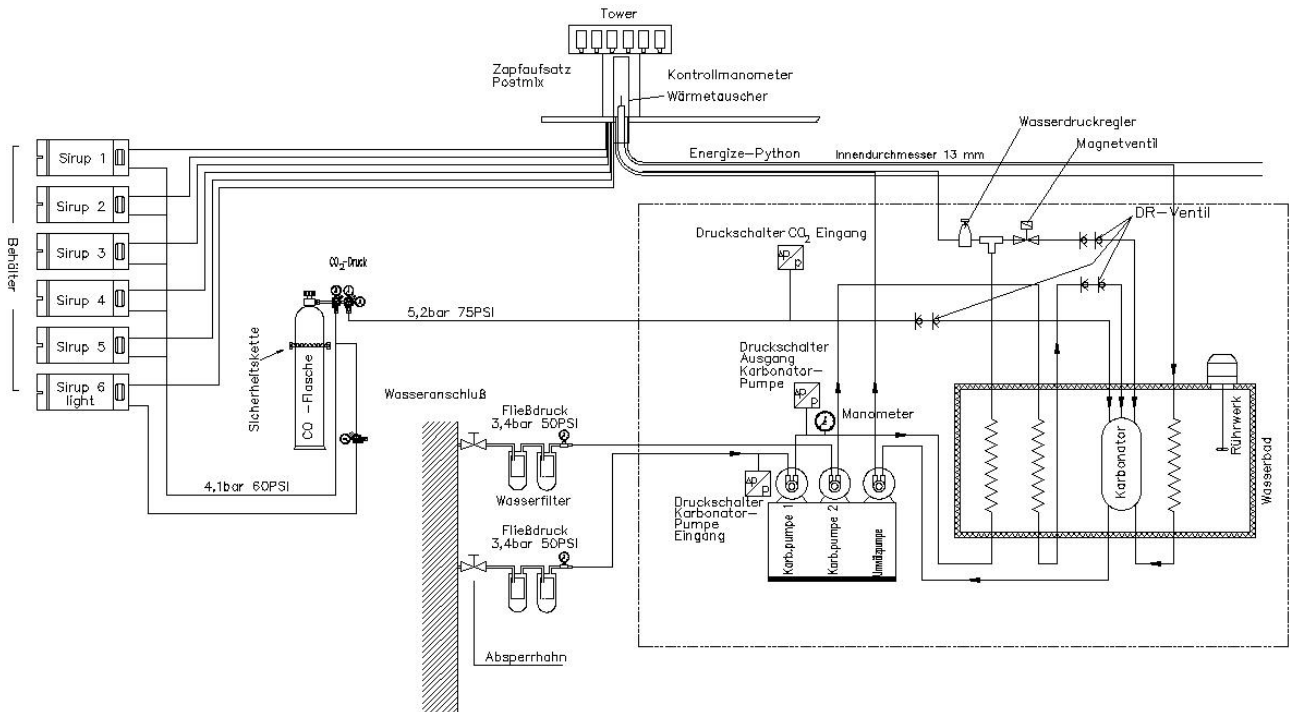 Tower
Zapfaufsatz
Postmix
Kontrollmanometer
Wärmetauscher
Wasserdruckregler
Magnetventil
Energize-Python
Innendurchmesser 13 mm
DR-Ventil
Behälter
Sirup 1
Sirup 2
Sirup 3
Sirup 4
Sirup 5
Sirup 6
light
CO₂-Druck
Sicherheitskette
CO - Flasche
5,2bar 75PSI
4,1bar 60PSI
Druckschalter CO₂ Eingang
ΔP
P
Druckschalter
Ausgang
Karbonator-
Pumpe
ΔP
P
Manometer
Wasseranschluß
Fließdruck
3,4bar 50PSI
Wasserfilter
Fließdruck
3,4bar 50PSI
Absperrhahn
ΔP
P
Druckschalter
Karbonator-
Pumpe
Eingang
Karb.pumpe 1
Karb.pumpe 2
Umwälzpumpe
Karbonator
Rührwerk
Wasserbad